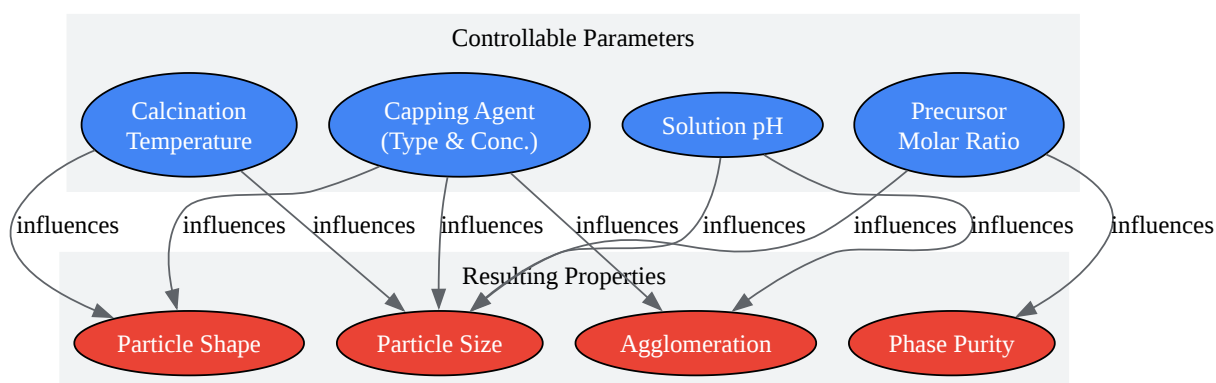 Controllable Parameters
Calcination
Temperature
Capping Agent
(Type & Conc.)
Solution pH
Precursor
Molar Ratio
influences
influences
influences
influences
influences
influences
influences
influences
influences
Resulting Properties
Particle Shape
Particle Size
Agglomeration
Phase Purity